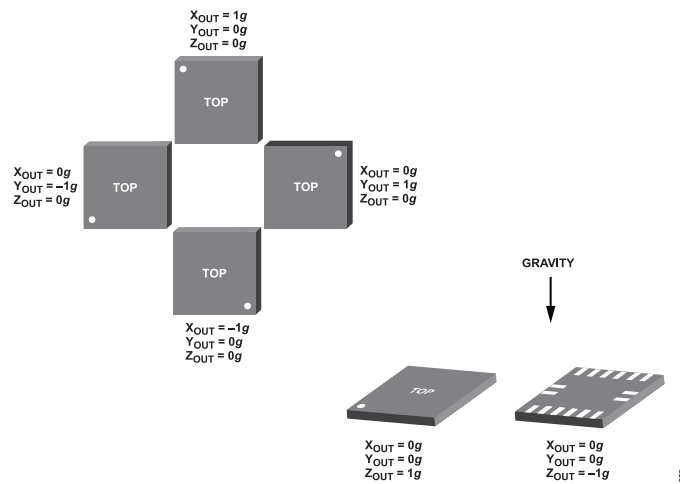 XOUT = 1g
YOUT = 0g
ZOUT = 0g
TOP
XOUT = 0g
YOUT = –1g
ZOUT = 0g
TOP
TOP
XOUT = 0g
YOUT = 1g
ZOUT = 0g
TOP
XOUT = –1g
YOUT = 0g
ZOUT = 0g
GRAVITY
TOP
XOUT = 0g
YOUT = 0g
ZOUT = 1g
XOUT = 0g
YOUT = 0g
ZOUT = –1g